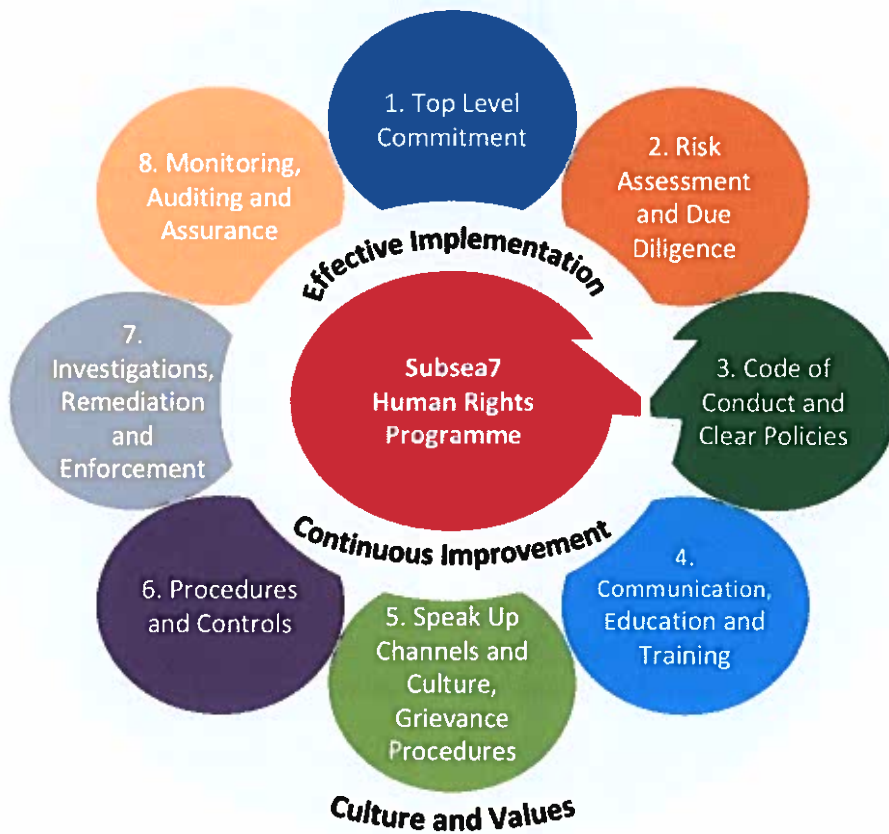 1. Top Level
Commitment
2. Risk
Assessment
and Due
Diligence
3. Code of
Conduct and
Clear Policies
4.
Communication,
Education and
Training
5. Speak Up
Channels and
Culture,
Grievance
Procedures
6. Procedures
and Controls
7.
Investigations,
Remediation
and
Enforcement
8. Monitoring,
Auditing and
Assurance
Effective Implementation
Subsea7
Human Rights
Programme
Continuous Improvement
Culture and Values